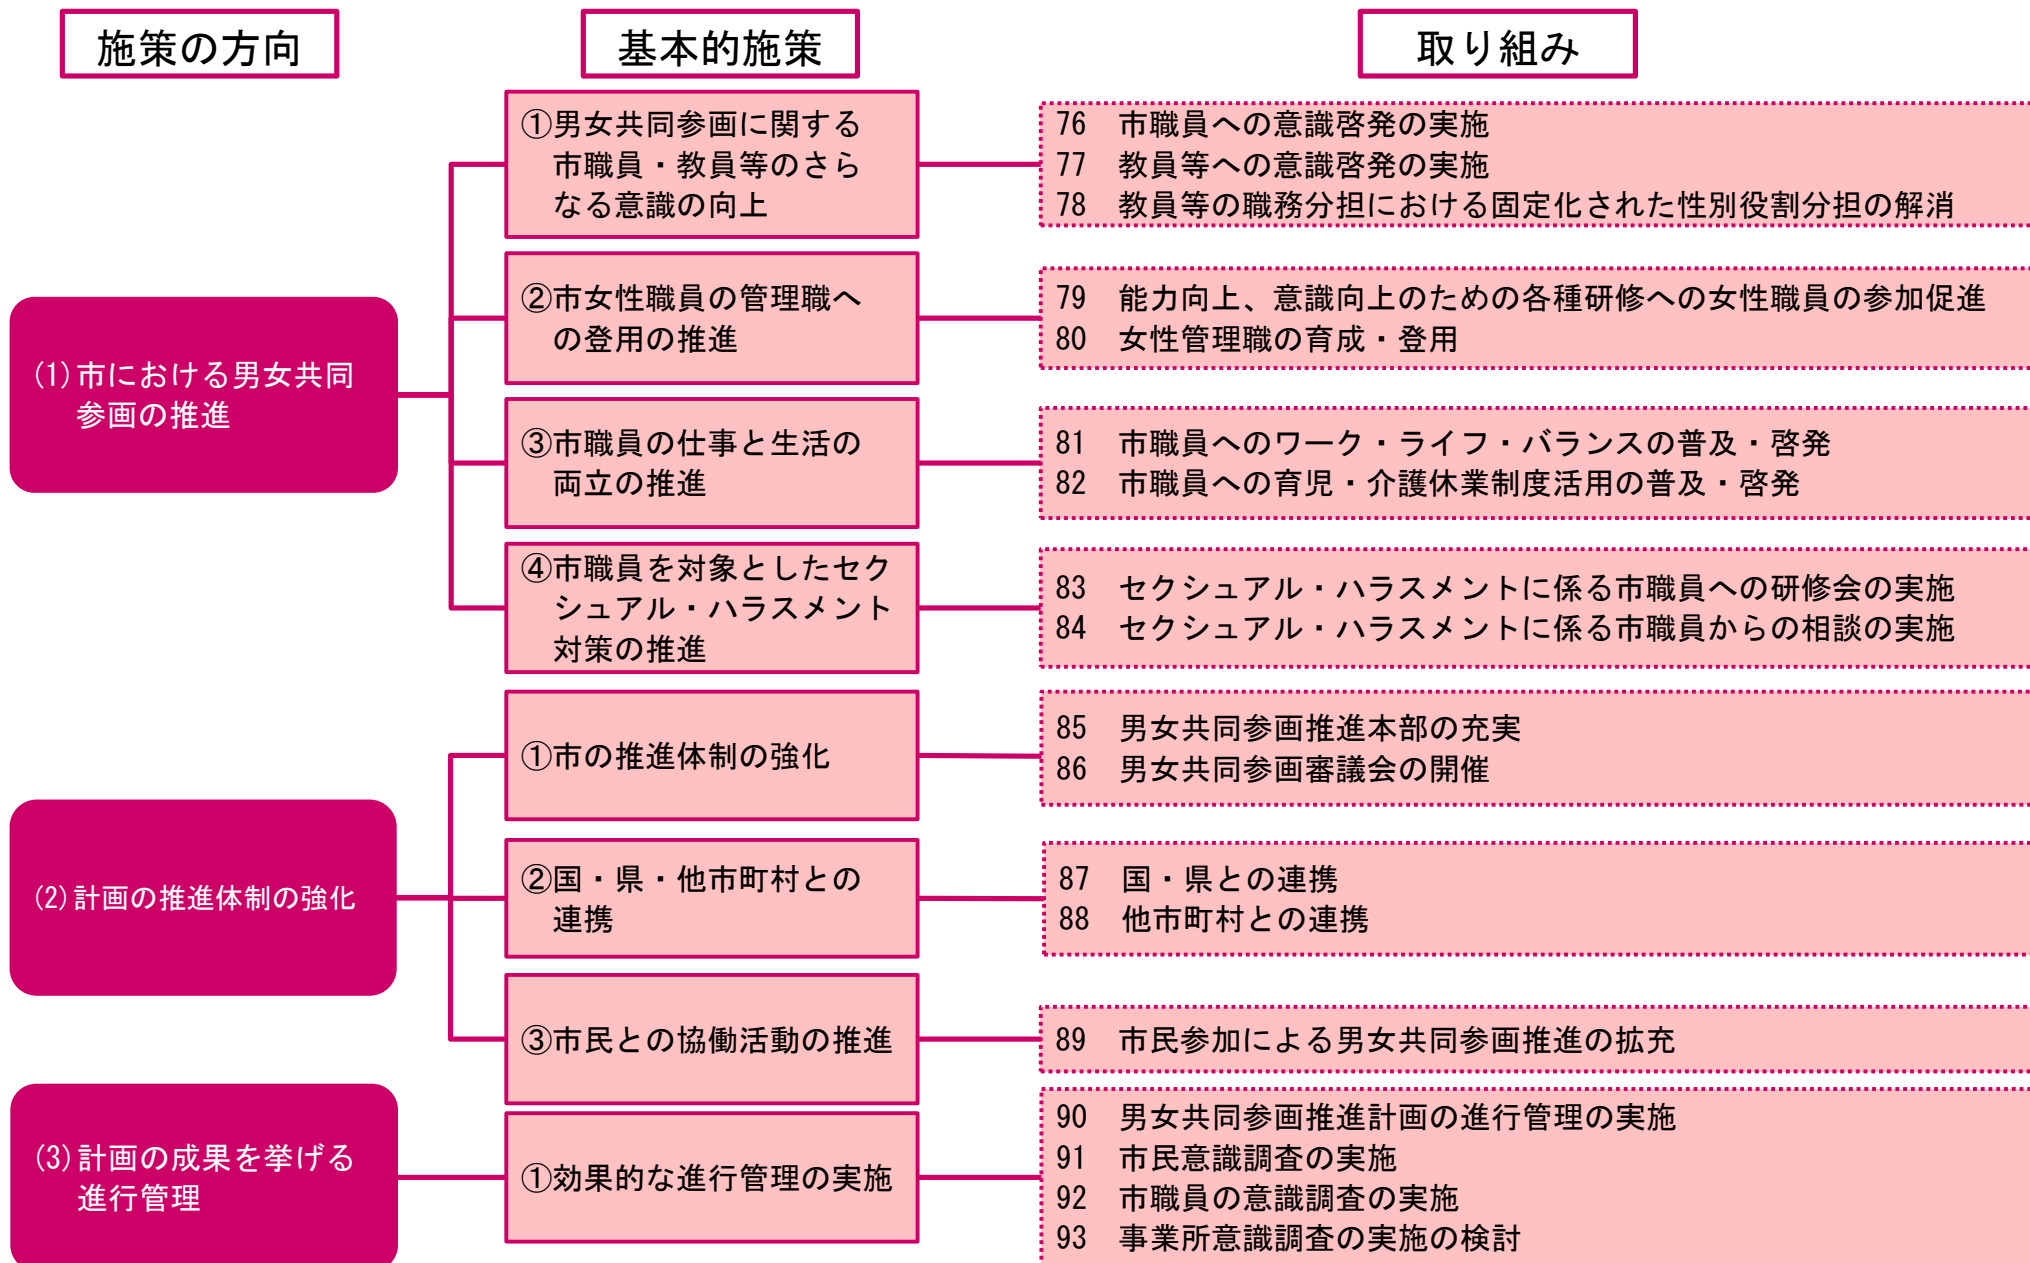 施策の方向
基本的施策
取り組み
(1)市における男女共同
参画の推進
①男女共同参画に関する
市職員・教員等のさら
なる意識の向上
76 市職員への意識啓発の実施
77 教員等への意識啓発の実施
78 教員等の職務分担における固定化された性別役割分担の解消
②市女性職員の管理職へ
の登用の推進
79 能力向上、意識向上のための各種研修への女性職員の参加促進
80 女性管理職の育成・登用
③市職員の仕事と生活の
両立の推進
81 市職員へのワーク・ライフ・バランスの普及・啓発
82 市職員への育児・介護休業制度活用の普及・啓発
④市職員を対象としたセク
シュアル・ハラスメント
対策の推進
83 セクシュアル・ハラスメントに係る市職員への研修会の実施
84 セクシュアル・ハラスメントに係る市職員からの相談の実施
(2)計画の推進体制の強化
①市の推進体制の強化
85 男女共同参画推進本部の充実
86 男女共同参画審議会の開催
②国・県・他市町村との
連携
87 国・県との連携
88 他市町村との連携
③市民との協働活動の推進
89 市民参加による男女共同参画推進の拡充
(3)計画の成果を挙げる
進行管理
①効果的な進行管理の実施
90 男女共同参画推進計画の進行管理の実施
91 市民意識調査の実施
92 市職員の意識調査の実施
93 事業所意識調査の実施の検討